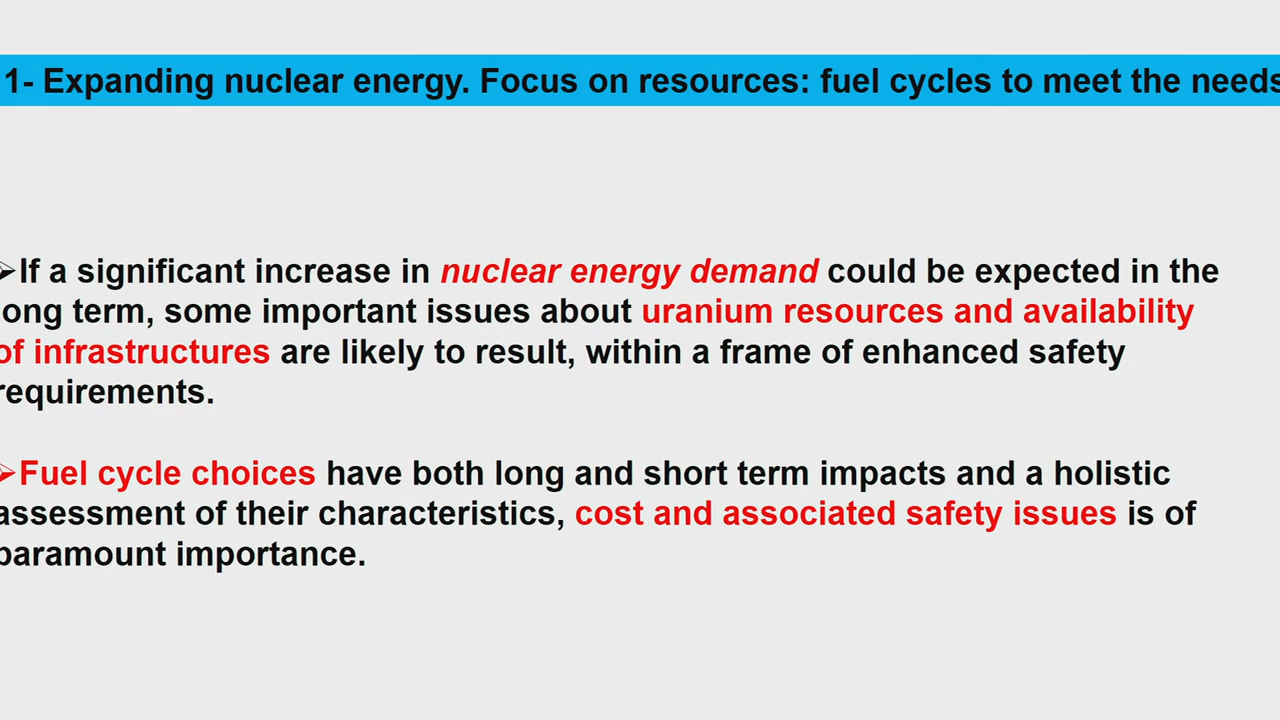 1- Expanding nuclear energy. Focus on resources: fuel cycles to meet the needs
➢If a significant increase in nuclear energy demand could be expected in the
long term, some important issues about uranium resources and availability
of infrastructures are likely to result, within a frame of enhanced safety
requirements.
➢Fuel cycle choices have both long and short term impacts and a holistic
assessment of their characteristics, cost and associated safety issues is of
paramount importance.